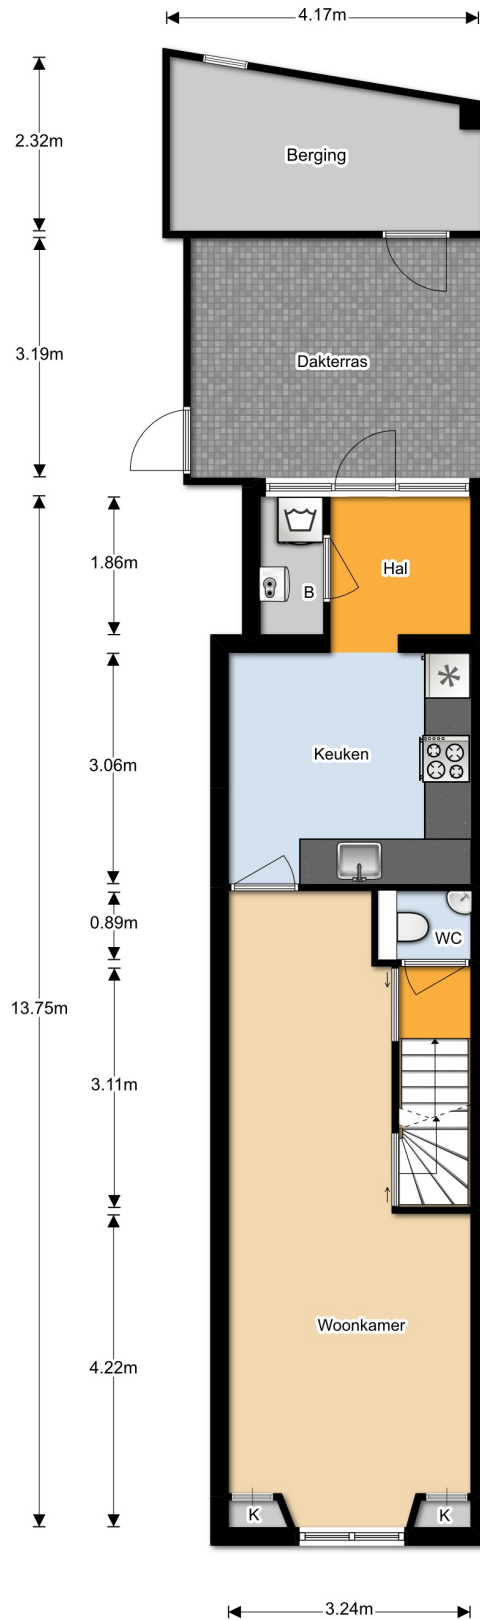 4.17m
2.32m
Berging
3.19m
Dakterras
1.86m
Hal
B
3.06m
Keuken
0.89m
WC
13.75m
3.11m
Woonkamer
4.22m
K
K
3.24m